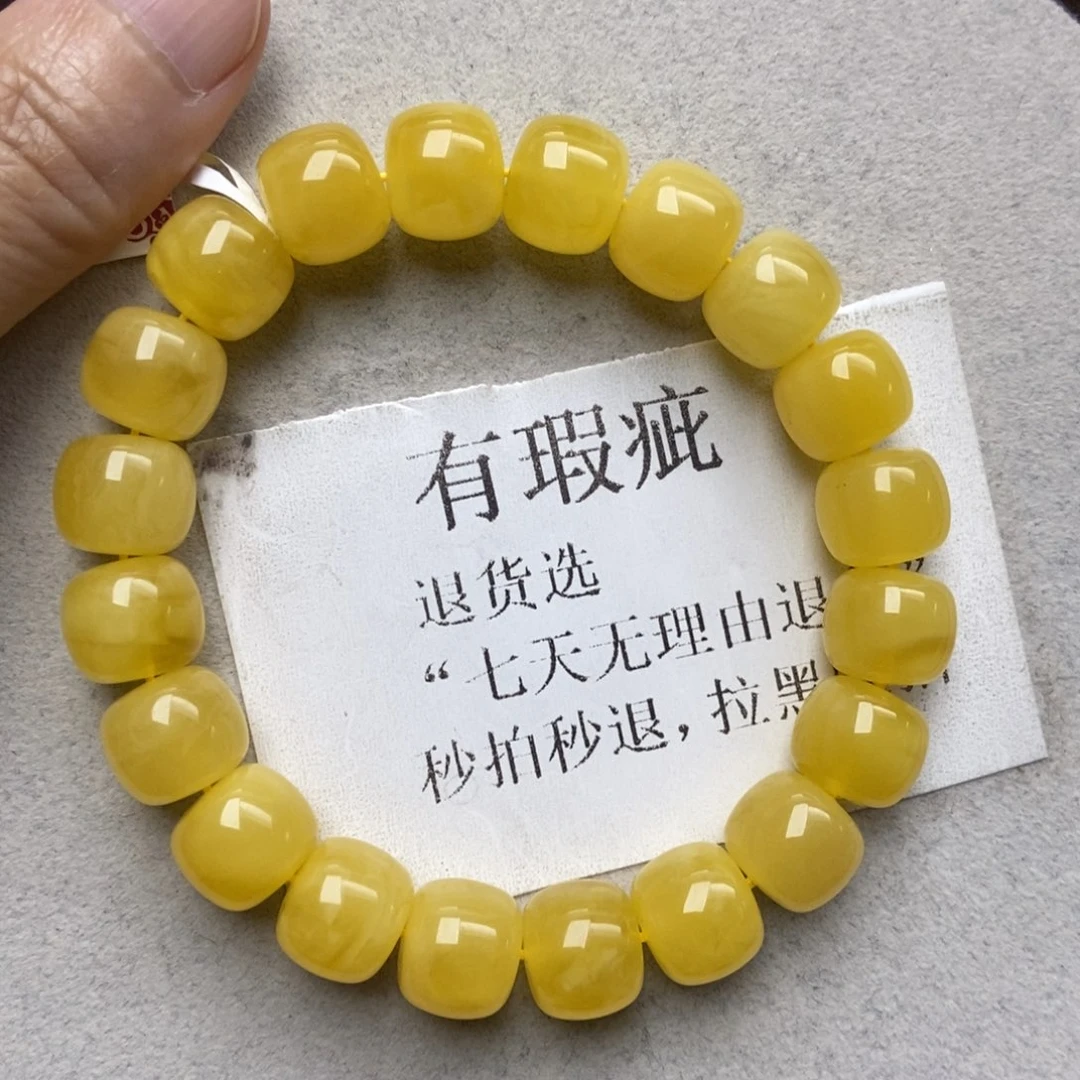 有瑕疵
退货选
“七天无理由退
秒拍秒退，拉黑